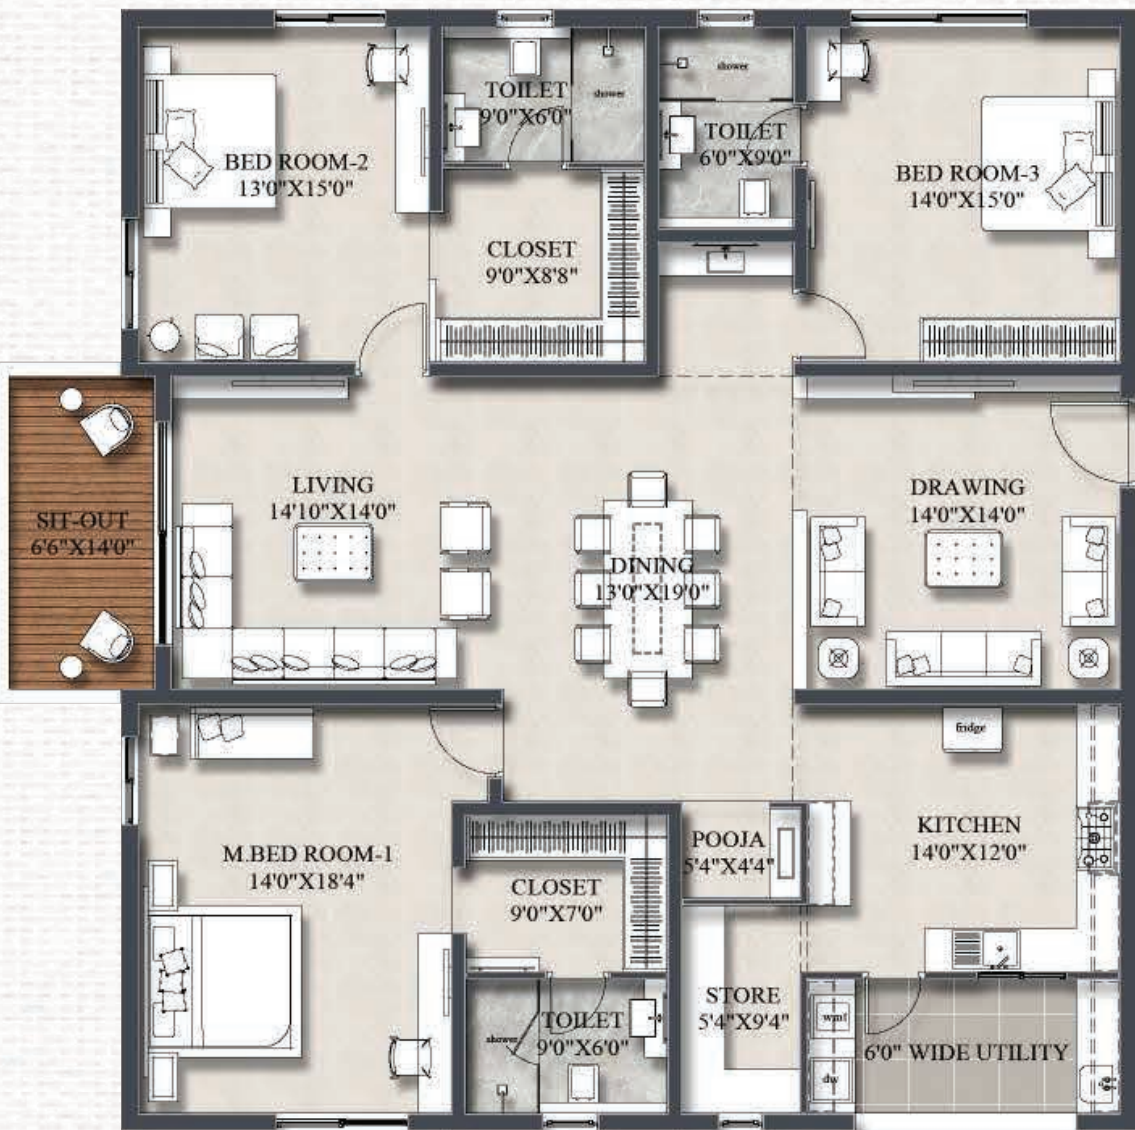 TOILET
9'0"X6'0"
shower
shower
TOILET
6'0"X9'0"
BED ROOM-2
13'0"X15'0"
BED ROOM-3
14'0"X15'0"
CLOSET
9'0"X8'8"
LIVING
14'10"X14'0"
DRAWING
14'0"X14'0"
SIT-OUT
6'6"X14'0"
DINING
13'0"X19'0"
fridge
POOJA
5'4"X4'4"
KITCHEN
14'0"X12'0"
M.BED ROOM-1
14'0"X18'4"
CLOSET
9'0"X7'0"
STORE
5'4"X9'4"
TOILET
9'0"X6'0"
shower
6'0" WIDE UTILITY
dw